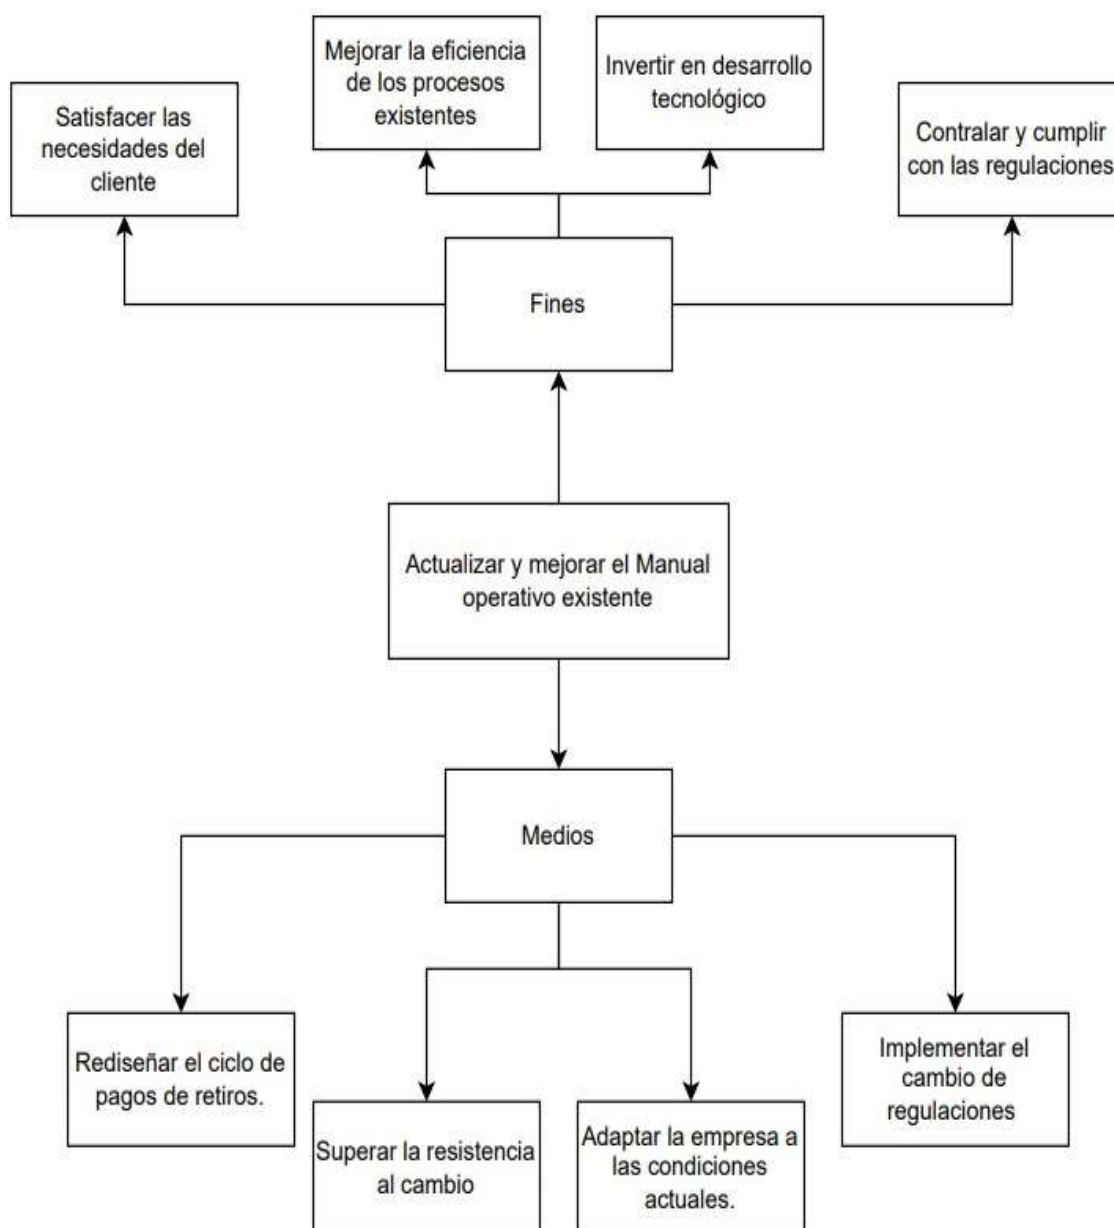 Mejorar la eficiencia
de los procesos
existentes
Invertir en desarrollo
tecnológico
Satisfacer las
necesidades del
cliente
Contralar y cumplir
con las regulaciones
Fines
Actualizar y mejorar el Manual
operativo existente
Medios
Rediseñar el ciclo de
pagos de retiros.
Superar la resistencia
al cambio
Adaptar la empresa a
las condiciones
actuales.
Implementar el
cambio de
regulaciones